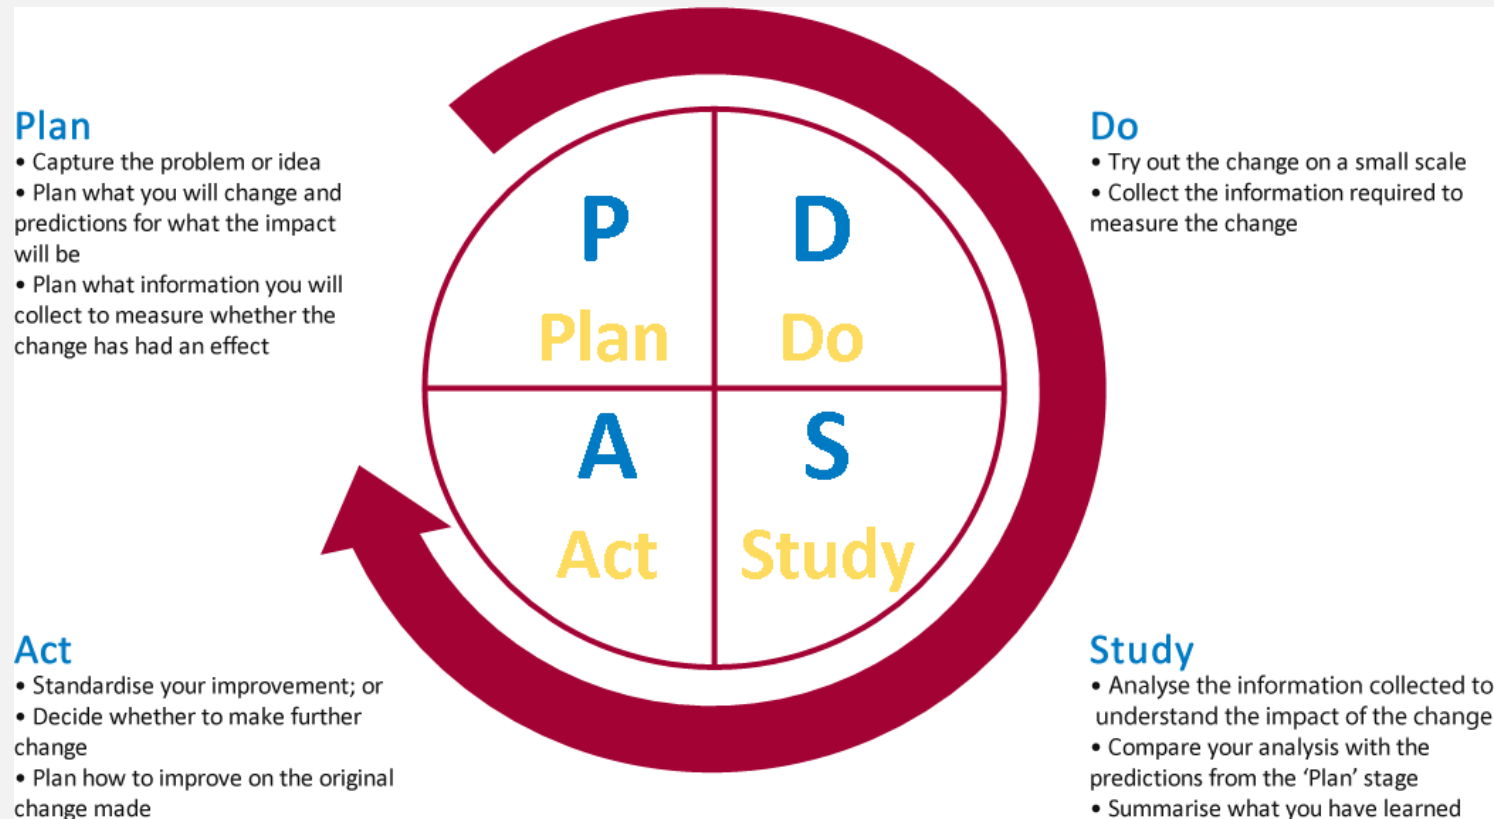 Plan
• Capture the problem or idea
• Plan what you will change and
predictions for what the impact
will be
• Plan what information you will
collect to measure whether the
change has had an effect
P
Plan
D
Do
A
Act
S
Study
Do
• Try out the change on a small scale
• Collect the information required to
measure the change
Act
• Standardise your improvement; or
• Decide whether to make further
change
• Plan how to improve on the original
change made
Study
• Analyse the information collected to
understand the impact of the change
• Compare your analysis with the
predictions from the ‘Plan’ stage
• Summarise what you have learned